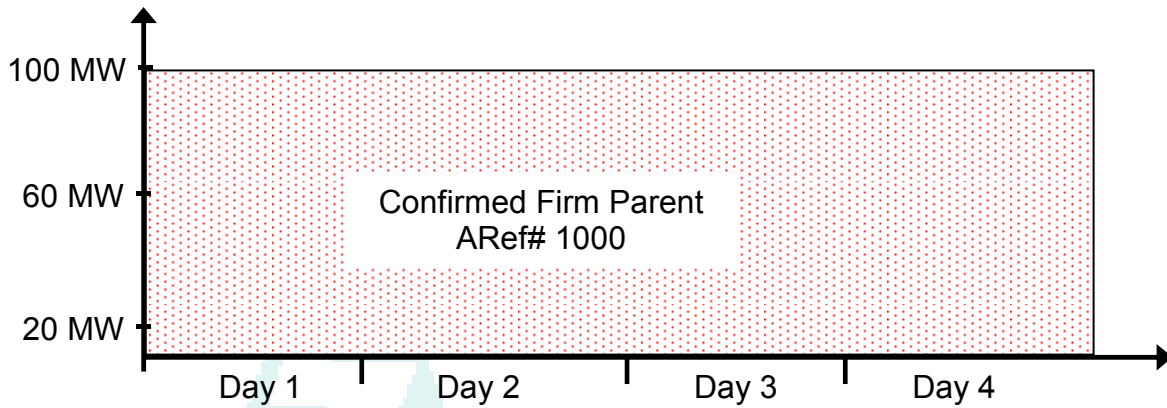 100 MW
60 MW
Confirmed Firm Parent
ARef# 1000
20 MW
Day 1 Day 2 Day 3 Day 4